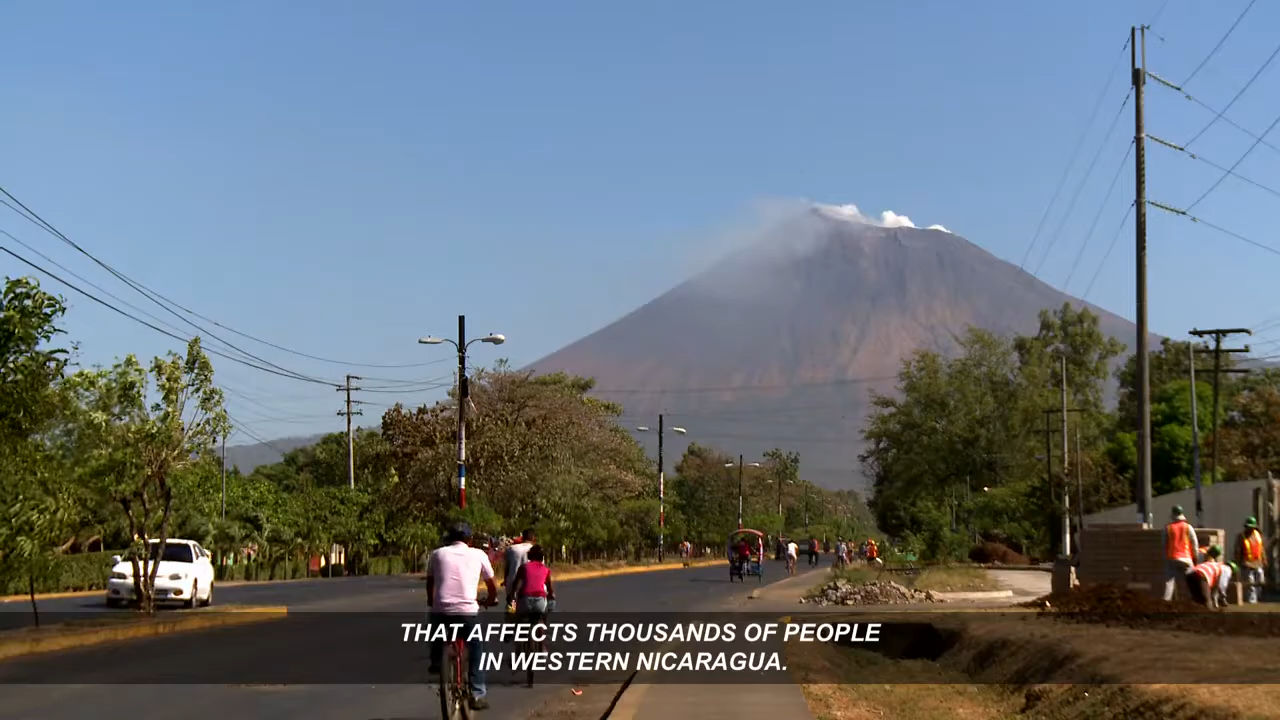 THAT AFFECTS THOUSANDS OF PEOPLE
IN WESTERN NICARAGUA.